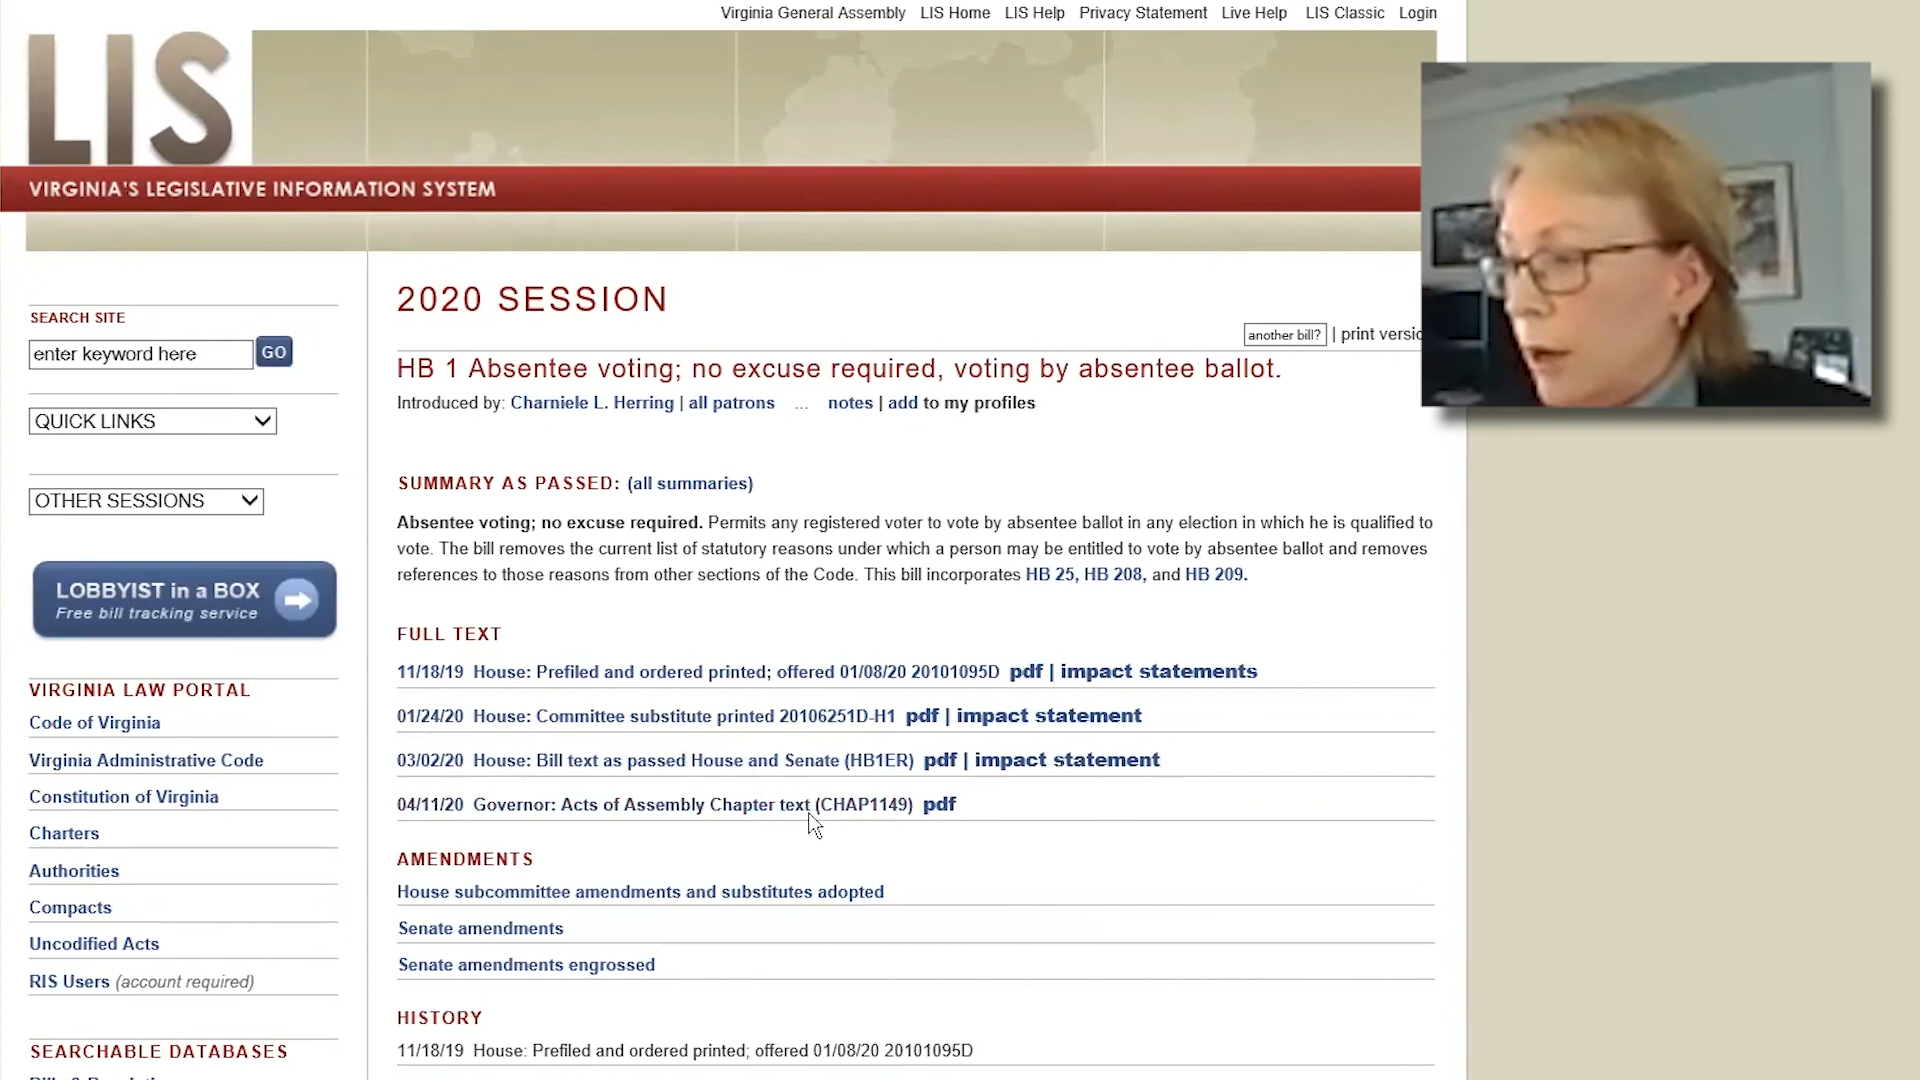 Virginia General Assembly LIS Home LIS Help Privacy Statement Live Help LIS Classic Login
LIS
VIRGINIA'S LEGISLATIVE INFORMATION SYSTEM
SEARCH SITE
enter keyword here GO
QUICK LINKS
OTHER SESSIONS
LOBBYIST in a BOX
Free bill tracking service
VIRGINIA LAW PORTAL
Code of Virginia
Virginia Administrative Code
Constitution of Virginia
Charters
Authorities
Compacts
Uncodified Acts
RIS Users (account required)
SEARCHABLE DATABASES
2020 SESSION
another bill? | print versio
HB 1 Absentee voting; no excuse required, voting by absentee ballot.
Introduced by: Charniele L. Herring | all patrons ... notes | add to my profiles
SUMMARY AS PASSED: (all summaries)
Absentee voting; no excuse required. Permits any registered voter to vote by absentee ballot in any election in which he is qualified to
vote. The bill removes the current list of statutory reasons under which a person may be entitled to vote by absentee ballot and removes
references to those reasons from other sections of the Code. This bill incorporates HB 25, HB 208, and HB 209.
FULL TEXT
11/18/19 House: Prefiled and ordered printed; offered 01/08/20 20101095D pdf | impact statements
01/24/20 House: Committee substitute printed 20106251D-H1 pdf | impact statement
03/02/20 House: Bill text as passed House and Senate (HB1ER) pdf | impact statement
04/11/20 Governor: Acts of Assembly Chapter text (CHAP1149) pdf
AMENDMENTS
House subcommittee amendments and substitutes adopted
Senate amendments
Senate amendments engrossed
HISTORY
11/18/19 House: Prefiled and ordered printed; offered 01/08/20 20101095D